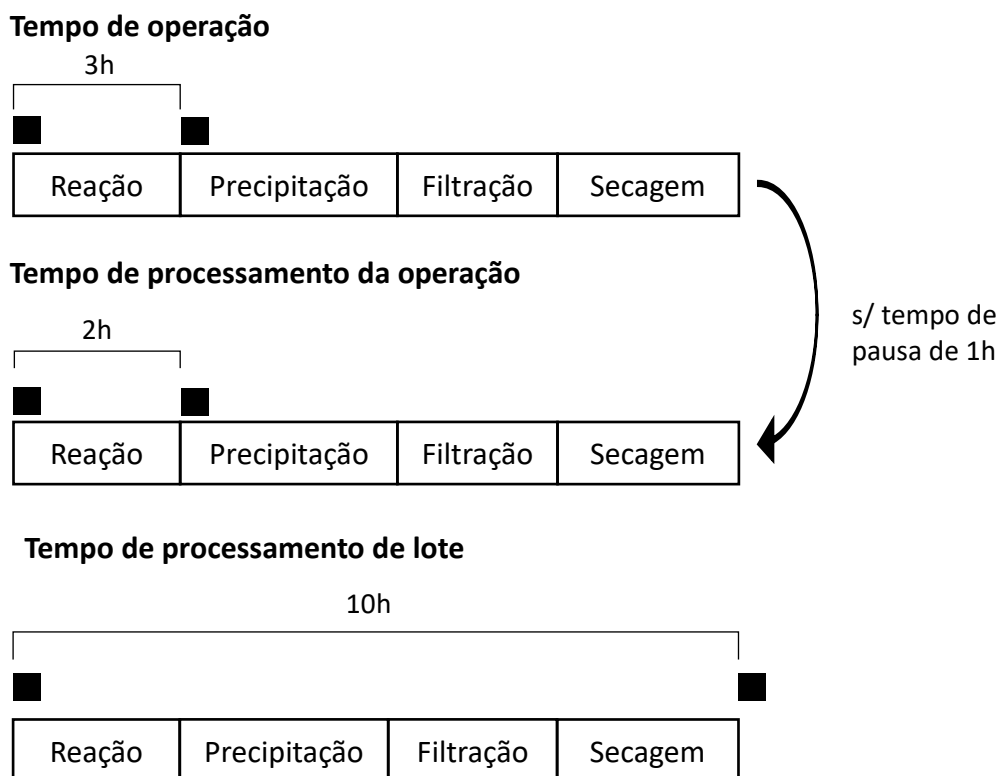 Tempo de operação
3h
Reação Precipitação Filtração Secagem
Tempo de processamento da operação
2h
s/ tempo de
pausa de 1h
Reação Precipitação Filtração Secagem
Tempo de processamento de lote
10h
Reação Precipitação Filtração Secagem